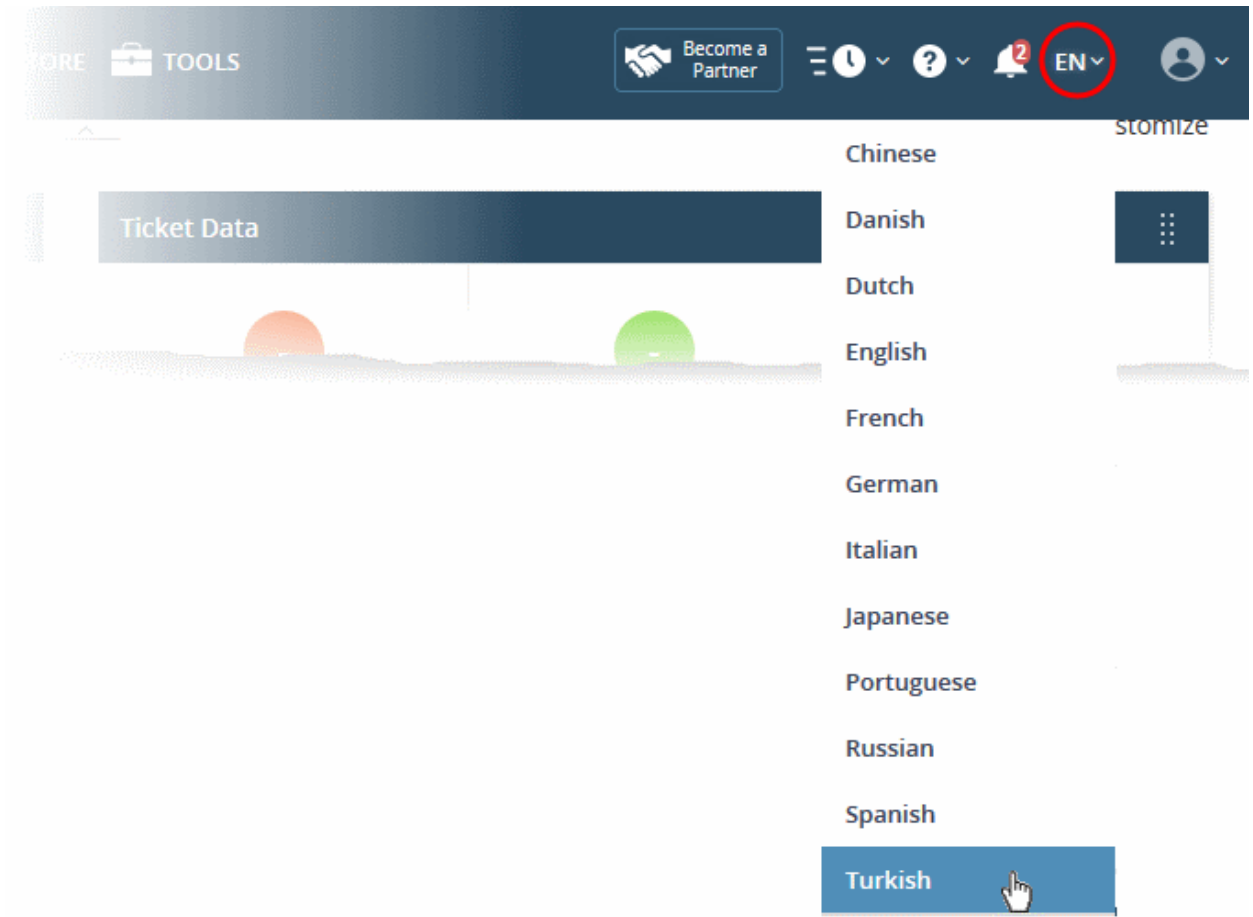 TOOLS
Become a
Partner
2
EN
Chinese
Ticket Data
Danish
Dutch
English
French
German
Italian
Japanese
Portuguese
Russian
Spanish
Turkish